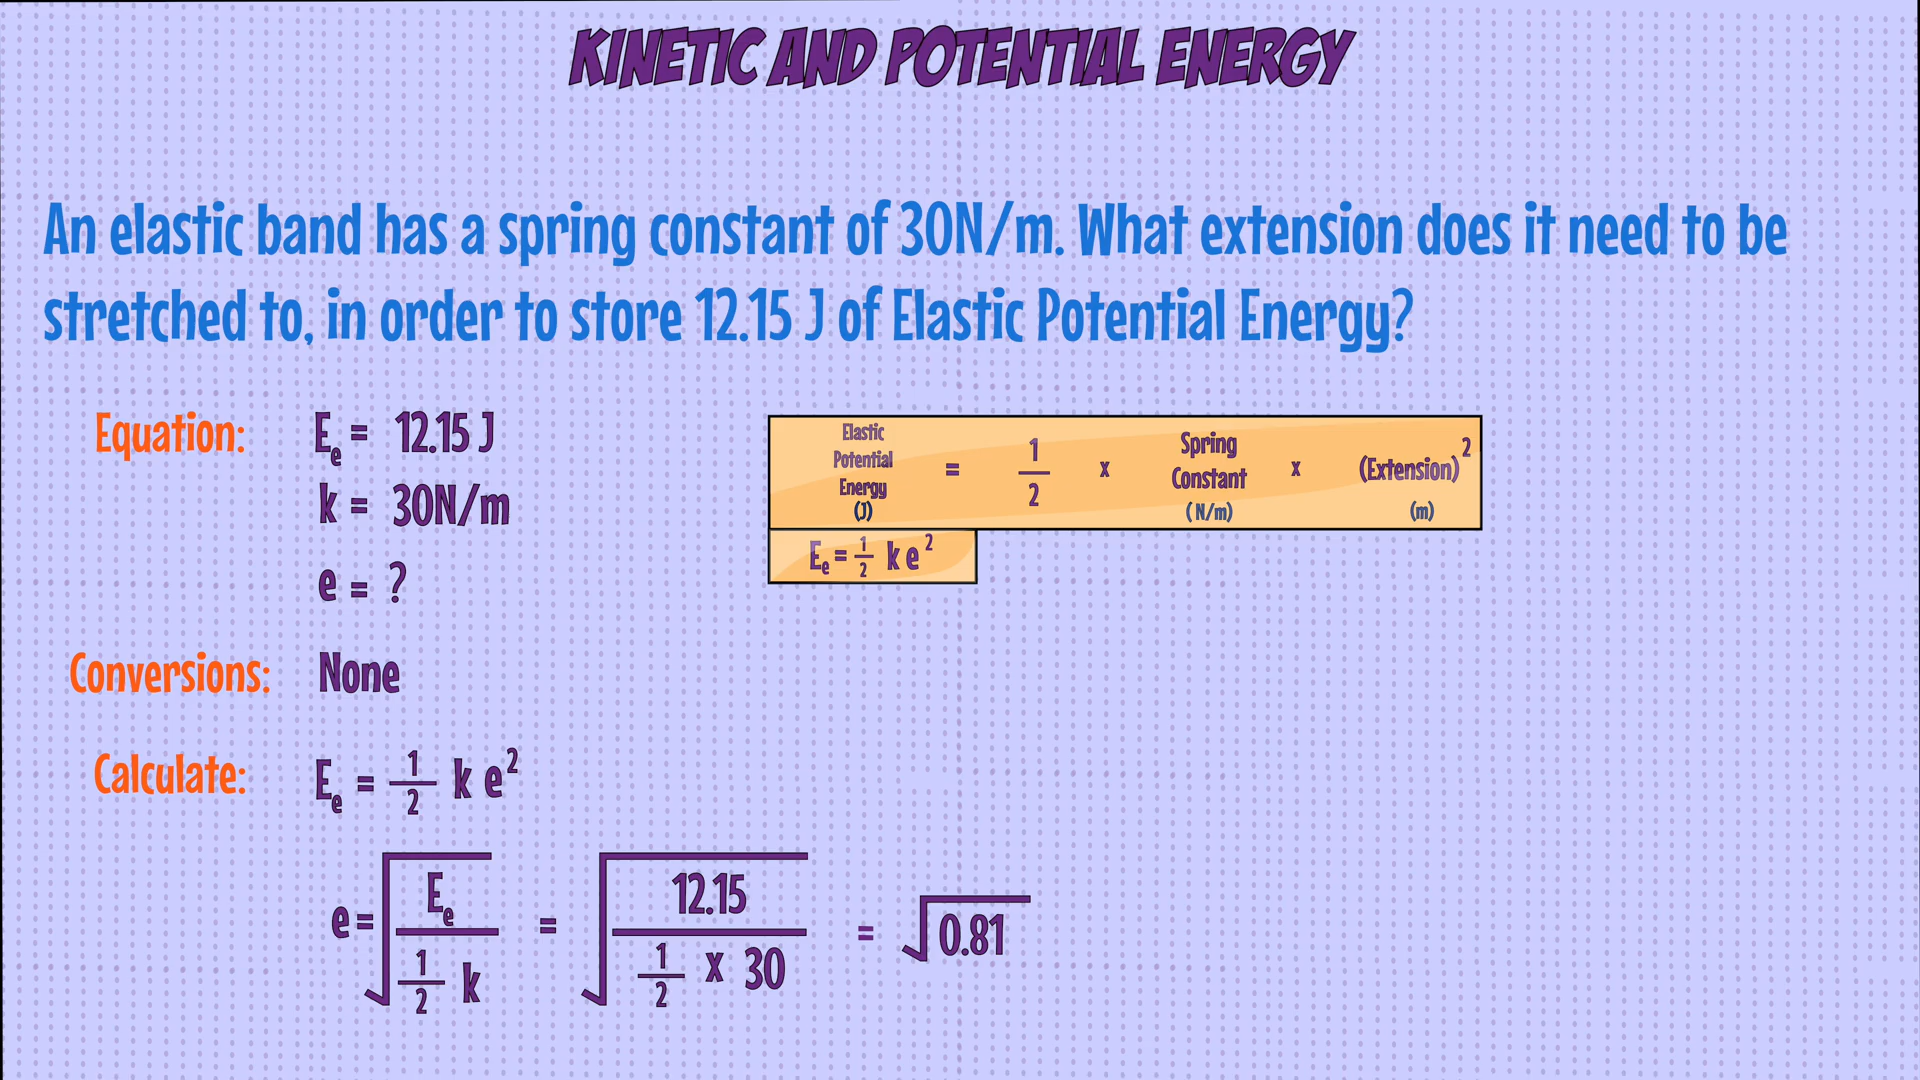 KINETIC AND POTENTIAL ENERGY
An elastic band has a spring constant of 30N/m. What extension does it need to be
stretched to, in order to store 12.15 J of Elastic Potential Energy?
Equation: Eₑ = 12.15 J
k = 30N/m
e = ?
Elastic Potential Energy (J) = 1/2 x Spring Constant (N/m) x (Extension)² (m)
Eₑ = 1/2 k e²
Conversions: None
Calculate: Eₑ = 1/2 k e²
e = √(Eₑ / (1/2 k)) = √(12.15 / (1/2 x 30)) = √0.81